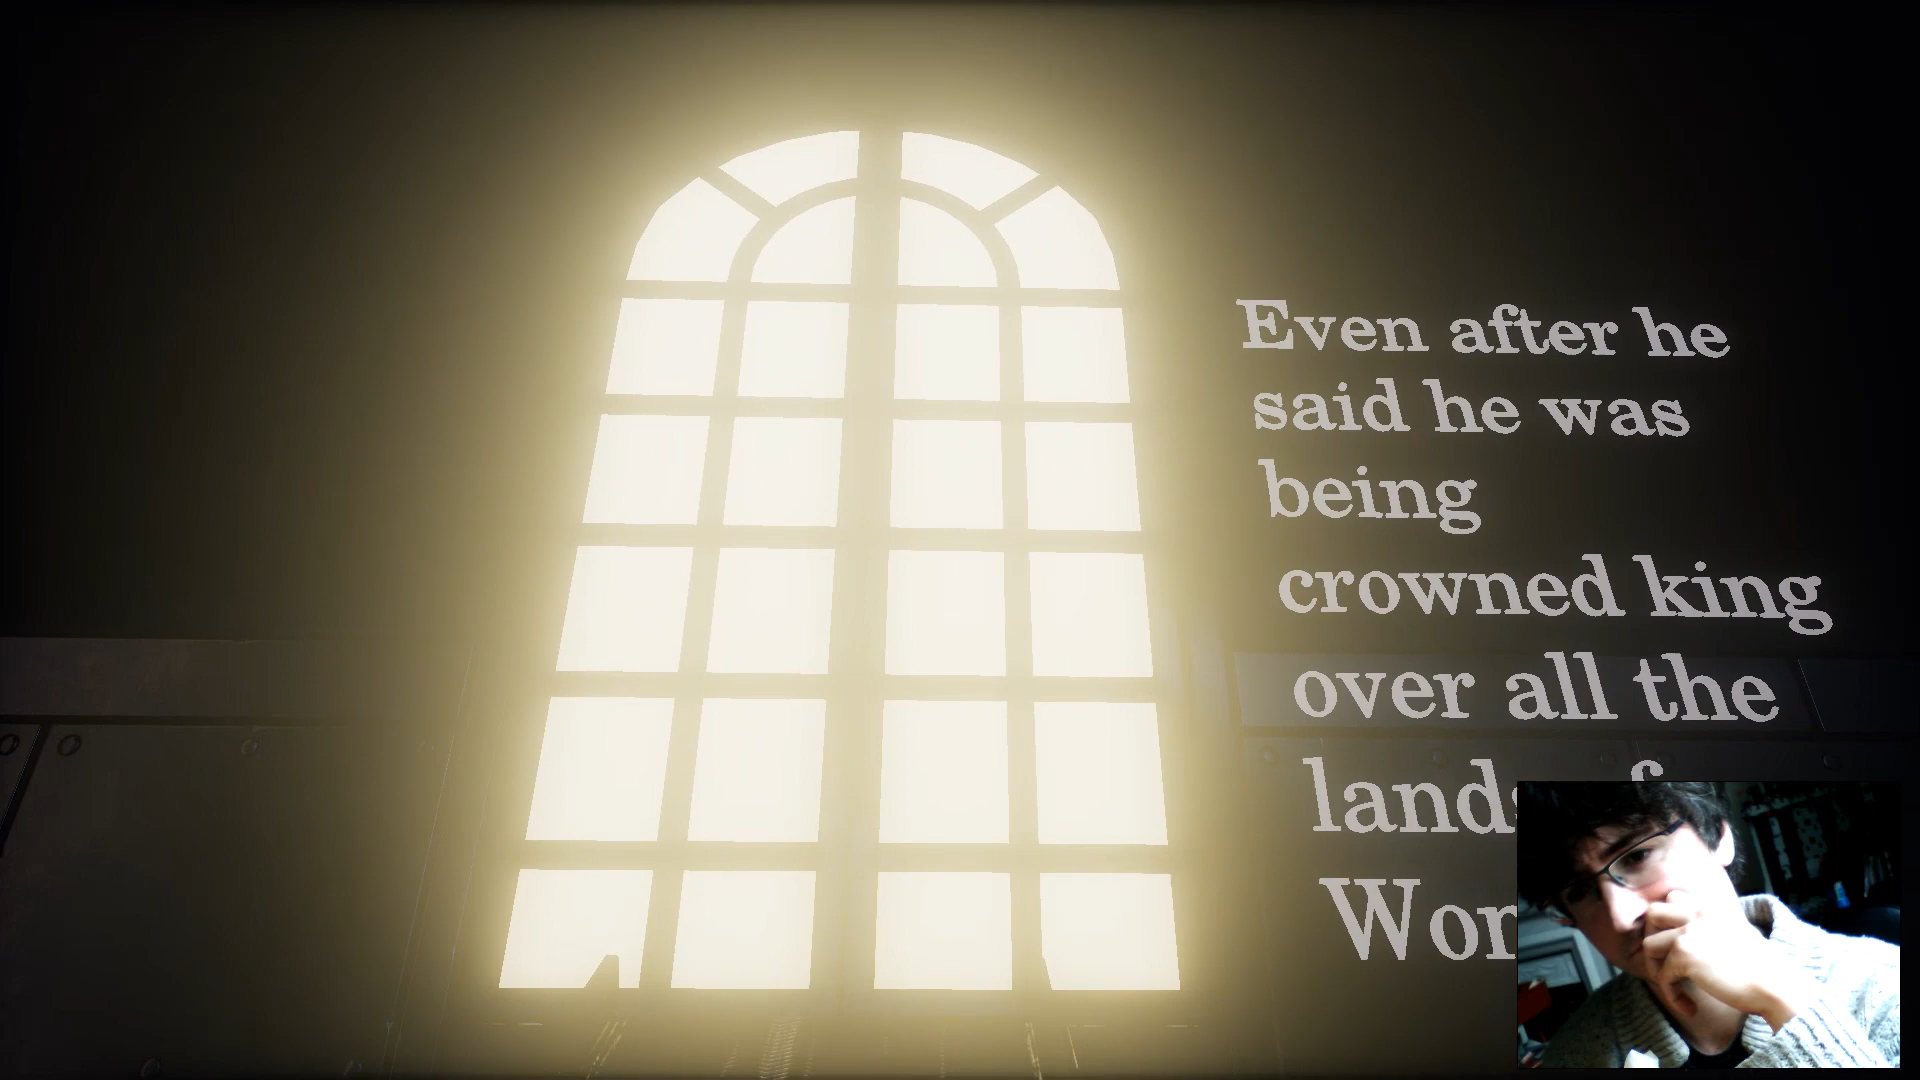 Even after he
said he was
being
crowned king
over all the